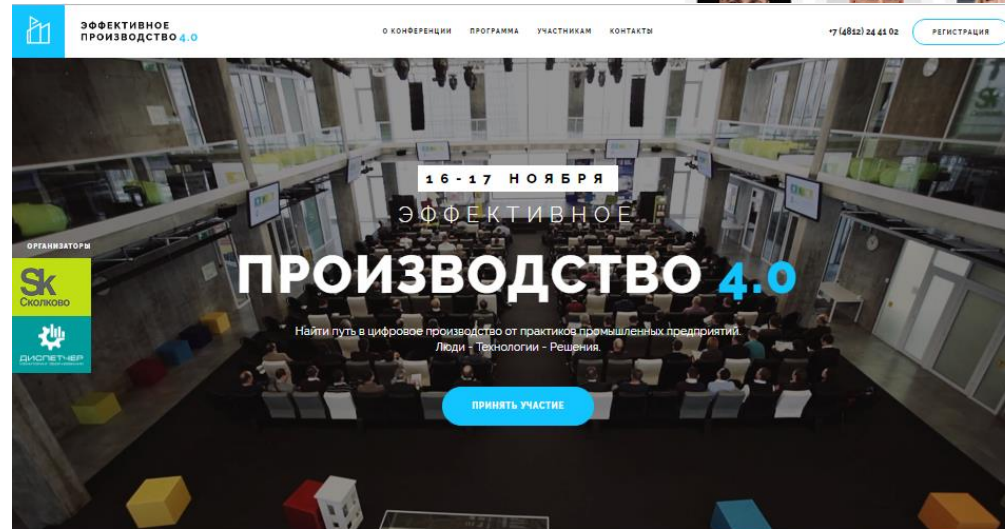 ЭФФЕКТИВНОЕ
ПРОИЗВОДСТВО 4.0
О КОНФЕРЕНЦИИ ПРОГРАММА УЧАСТНИКАМ КОНТАКТЫ
+7 (4812) 24 41 02
РЕГИСТРАЦИЯ
16-17 НОЯБРЯ
ЭФФЕКТИВНОЕ
ПРОИЗВОДСТВО 4.0
Найти путь в цифровое производство от практиков промышленных предприятий.
Люди - Технологии - Решения.
ПРИНЯТЬ УЧАСТИЕ
ОРГАНИЗАТОРЫ
Sk
Сколково
ДИСПЕТЧЕР